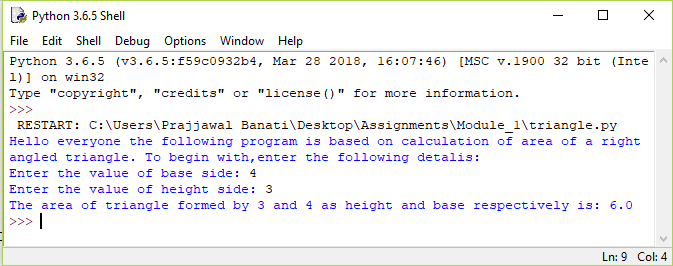 Python 3.6.5 Shell
File Edit Shell Debug Options Window Help
Python 3.6.5 (v3.6.5:f59c0932b4, Mar 28 2018, 16:07:46) [MSC v.1900 32 bit (Inte
l)] on win32
Type "copyright", "credits" or "license()" for more information.
>>>
RESTART: C:\Users\Prajjawal Banati\Desktop\Assignments\Module_1\triangle.py
Hello everyone the following program is based on calculation of area of a right
angled triangle. To begin with,enter the following detalis:
Enter the value of base side: 4
Enter the value of height side: 3
The area of triangle formed by 3 and 4 as height and base respectively is: 6.0
>>>
Ln: 9 Col: 4